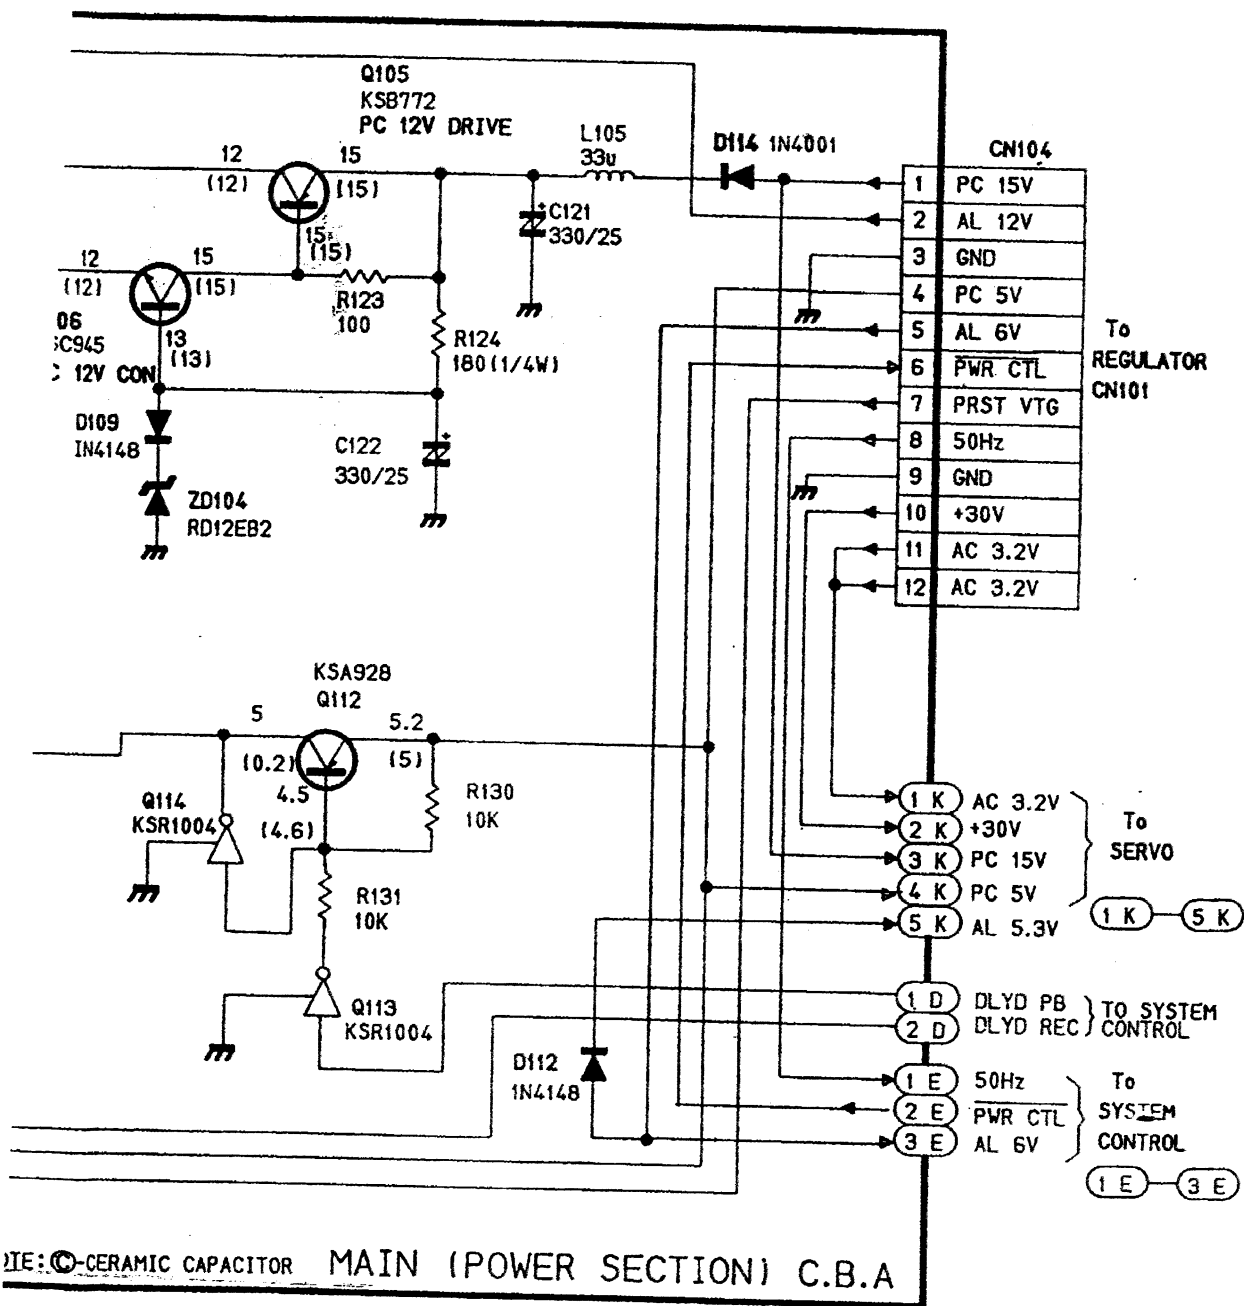 Q105
KSB772
PC 12V DRIVE
L105
33u
D114 1N4001
CN104
12
(12)
15
(15)
15
(15)
C121
330/25
12
(12)
15
(15)
13
(13)
06
C945
12V CON
R123
100
R124
180(1/4W)
D109
IN4148
C122
330/25
ZD104
RD12EB2
1 PC 15V
2 AL 12V
3 GND
4 PC 5V
5 AL 6V
6 PWR CTL
7 PRST VTG
8 50Hz
9 GND
10 +30V
11 AC 3.2V
12 AC 3.2V
To
REGULATOR
CN101
KSA928
Q112
5
(0.2)
5.2
(5)
4.5
(4.6)
Q114
KSR1004
R130
10K
R131
10K
Q113
KSR1004
D112
1N4148
1 K AC 3.2V
2 K +30V
3 K PC 15V
4 K PC 5V
5 K AL 5.3V
To
SERVO
1 K 5 K
1 D DLYD PB
2 D DLYD REC
TO SYSTEM
CONTROL
1 E 50Hz
2 E PWR CTL
3 E AL 6V
To
SYSTEM
CONTROL
1 E 3 E
OTE: ©-CERAMIC CAPACITOR MAIN (POWER SECTION) C.B.A